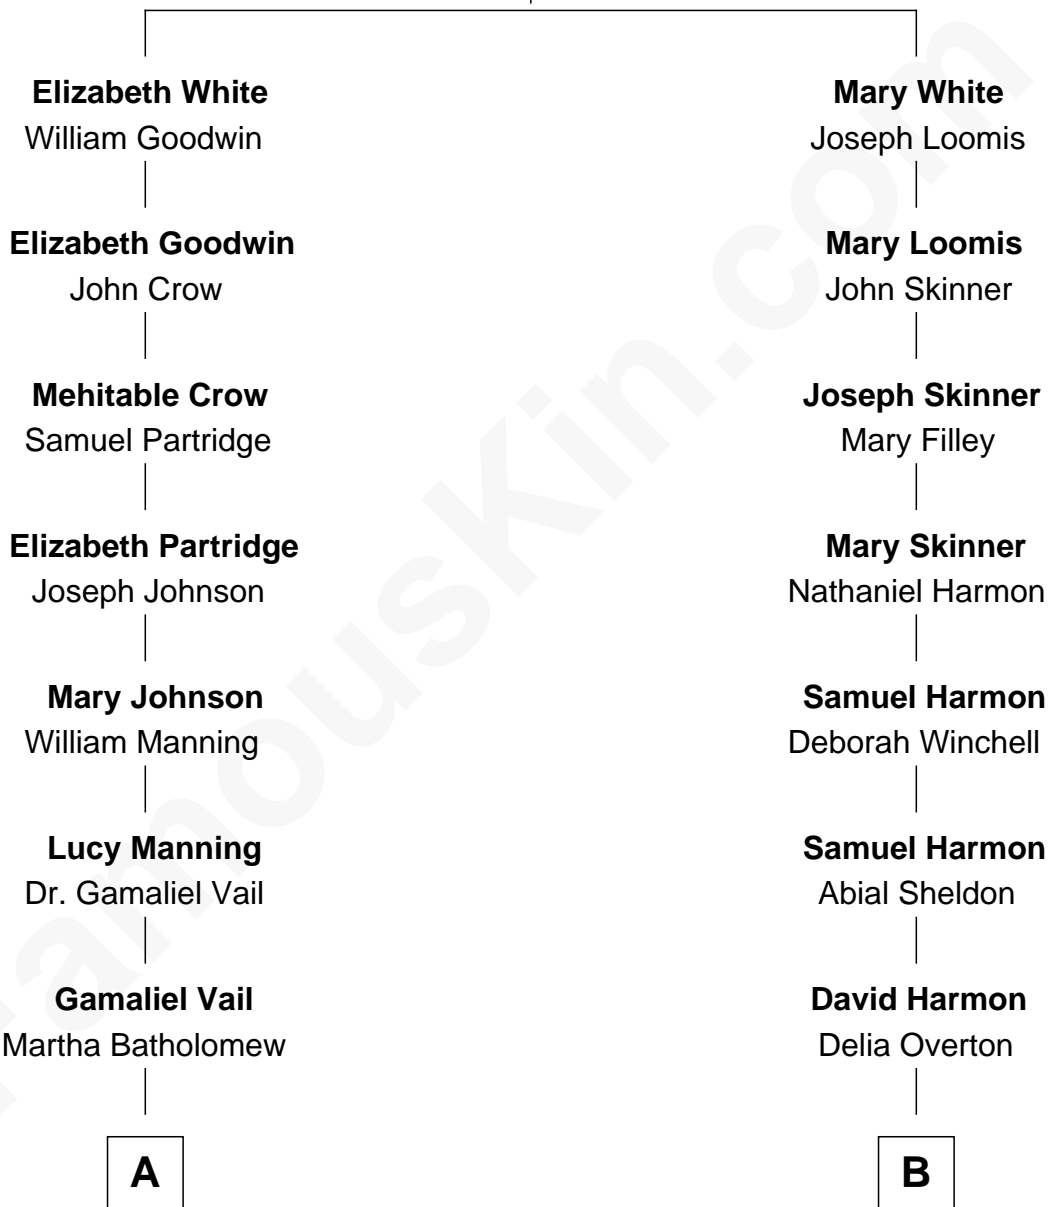 Elizabeth White
William Goodwin
Elizabeth Goodwin
John Crow
Mehitable Crow
Samuel Partridge
Elizabeth Partridge
Joseph Johnson
Mary Johnson
William Manning
Lucy Manning
Dr. Gamaliel Vail
Gamaliel Vail
Martha Batholomew
A
Mary White
Joseph Loomis
Mary Loomis
John Skinner
Joseph Skinner
Mary Filley
Mary Skinner
Nathaniel Harmon
Samuel Harmon
Deborah Winchell
Samuel Harmon
Abial Sheldon
David Harmon
Delia Overton
B
FamousKin.com